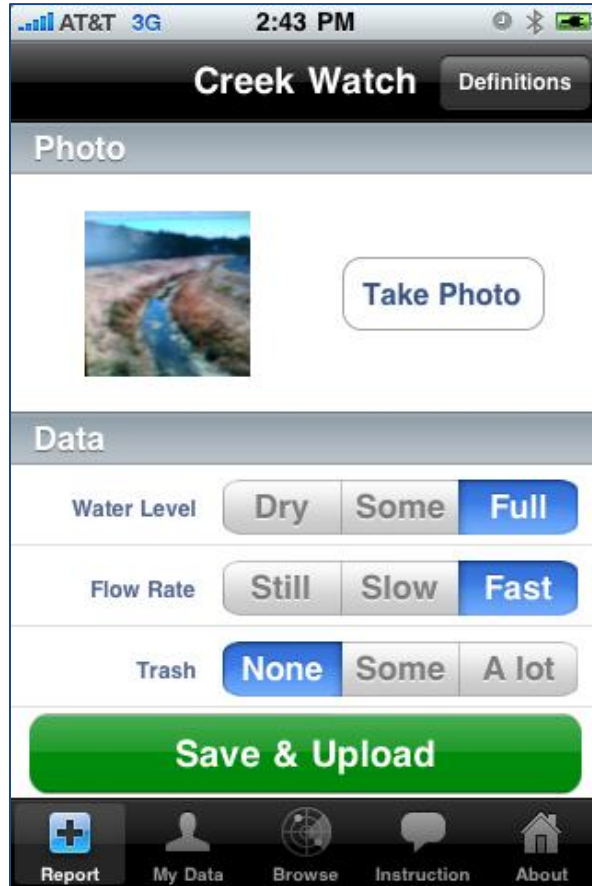 AT&T 3G 2:43 PM
Creek Watch Definitions
Photo
Take Photo
Data
Water Level Dry Some Full
Flow Rate Still Slow Fast
Trash None Some A lot
Save & Upload
Report My Data Browse Instruction About